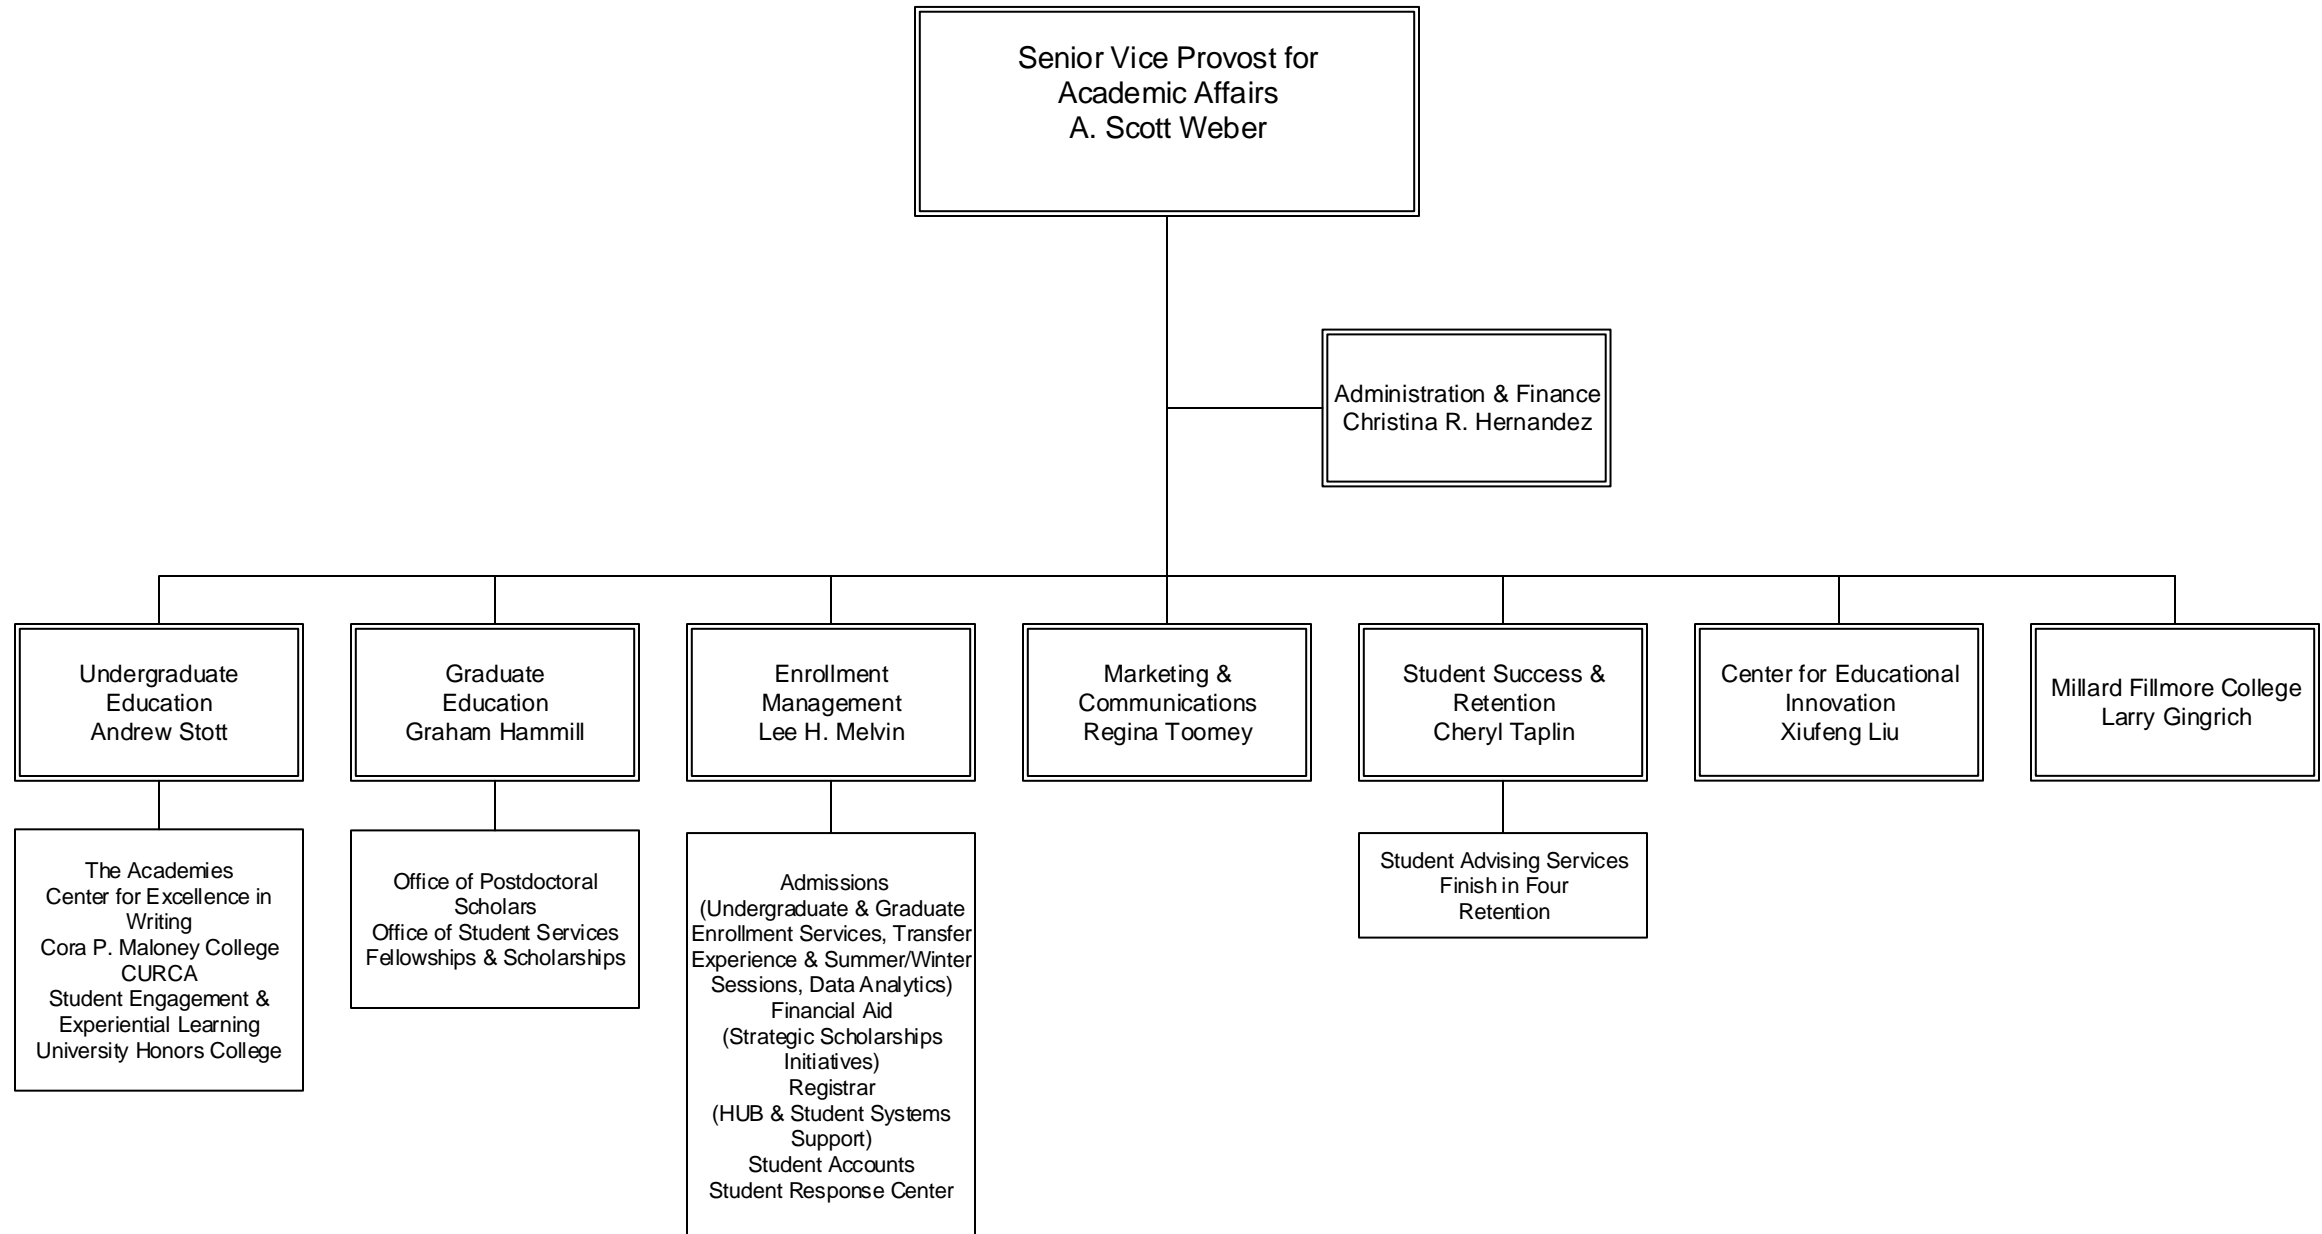 Senior Vice Provost for
Academic Affairs
A. Scott Weber
Administration & Finance
Christina R. Hernandez
Undergraduate
Education
Andrew Stott
Graduate
Education
Graham Hammill
Enrollment
Management
Lee H. Melvin
Marketing &
Communications
Regina Toomey
Student Success &
Retention
Cheryl Taplin
Center for Educational
Innovation
Xiufeng Liu
Millard Fillmore College
Larry Gingrich
The Academies
Center for Excellence in
Writing
Cora P. Maloney College
CURCA
Student Engagement &
Experiential Learning
University Honors College
Office of Postdoctoral
Scholars
Office of Student Services
Fellowships & Scholarships
Admissions
(Undergraduate & Graduate
Enrollment Services, Transfer
Experience & Summer/Winter
Sessions, Data Analytics)
Financial Aid
(Strategic Scholarships
Initiatives)
Registrar
(HUB & Student Systems
Support)
Student Accounts
Student Response Center
Student Advising Services
Finish in Four
Retention